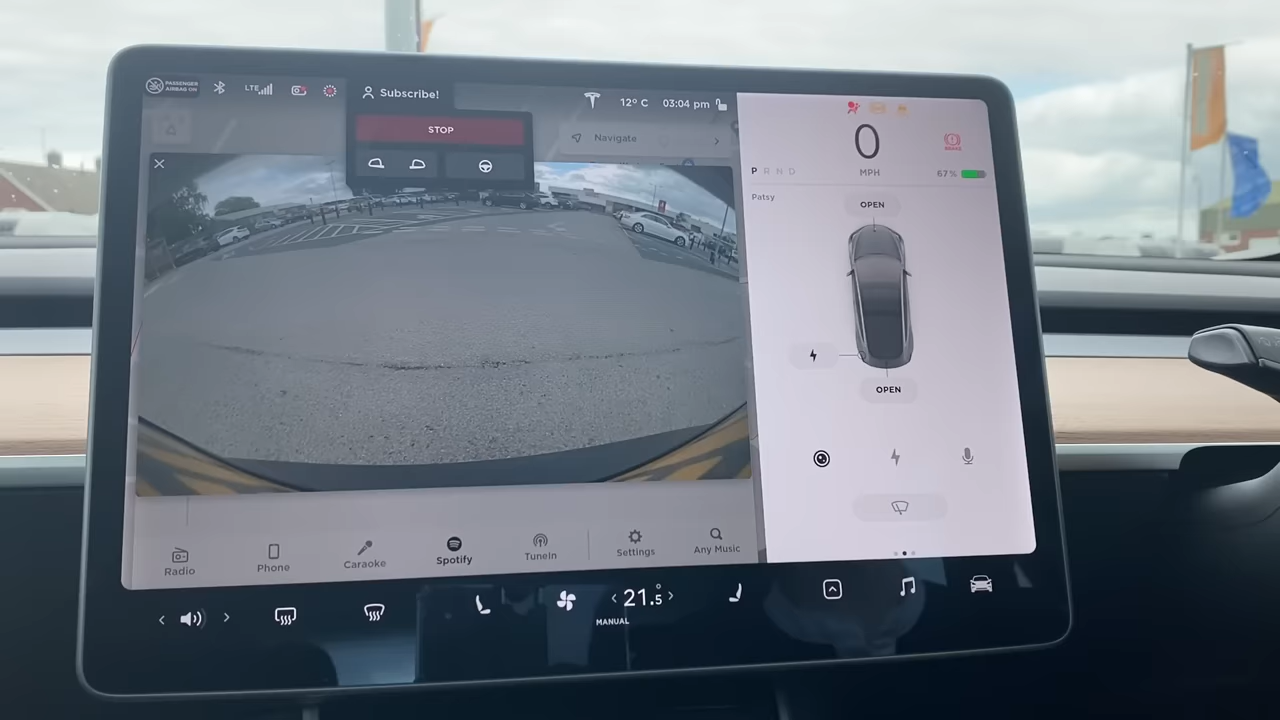 PASSENGER
AIRBAG ON
LTE
Subscribe!
12° C
03:04 pm
STOP
Navigate
0
MPH
BRAKE
P R N D
67%
Patsy
OPEN
OPEN
Radio
Phone
Caraoke
Spotify
TuneIn
Settings
Any Music
21.5°
MANUAL